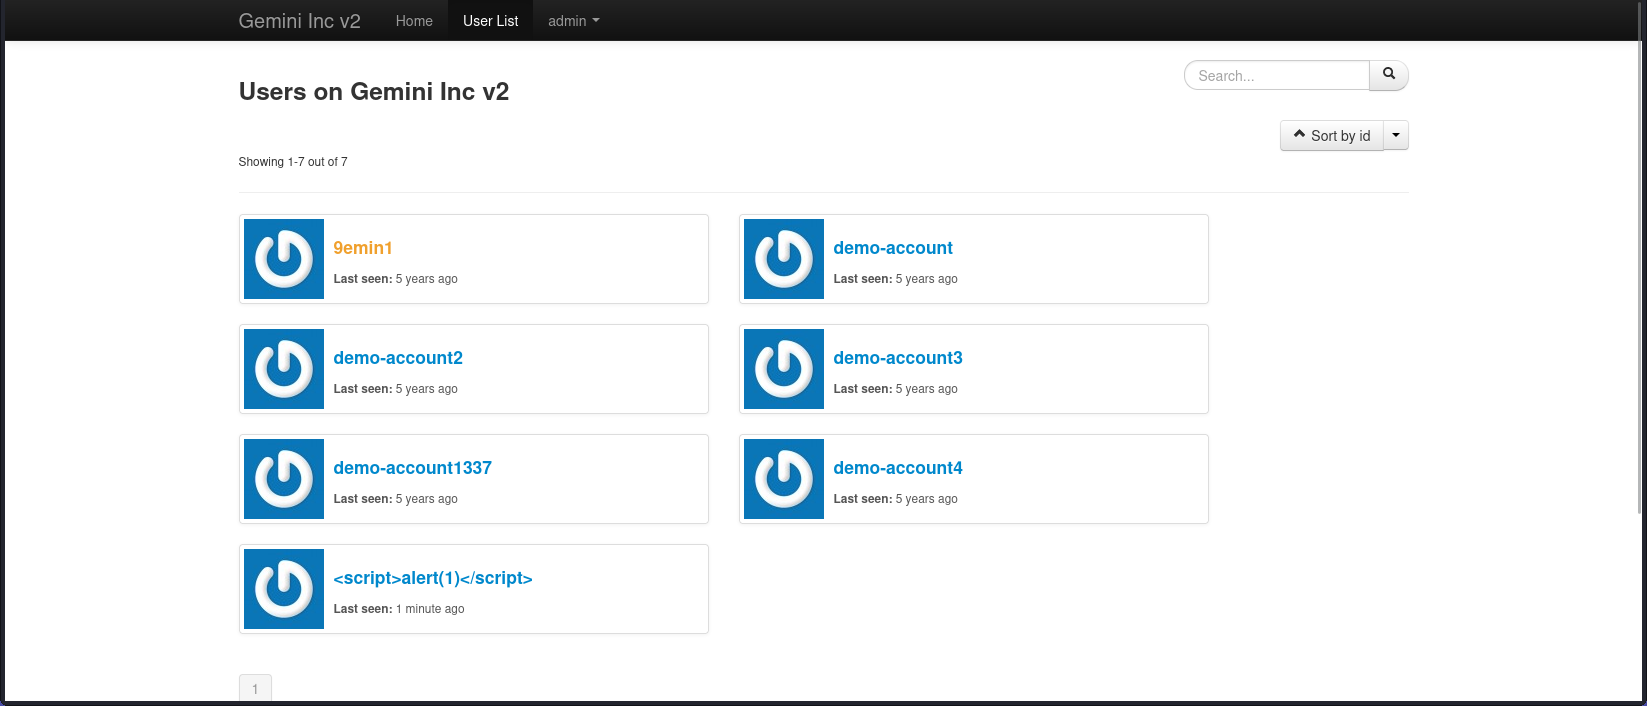 Gemini Inc v2 Home User List admin
Search...
Users on Gemini Inc v2
Sort by id
Showing 1-7 out of 7
9emin1
Last seen: 5 years ago
demo-account
Last seen: 5 years ago
demo-account2
Last seen: 5 years ago
demo-account3
Last seen: 5 years ago
demo-account1337
Last seen: 5 years ago
demo-account4
Last seen: 5 years ago
<script>alert(1)</script>
Last seen: 1 minute ago
1